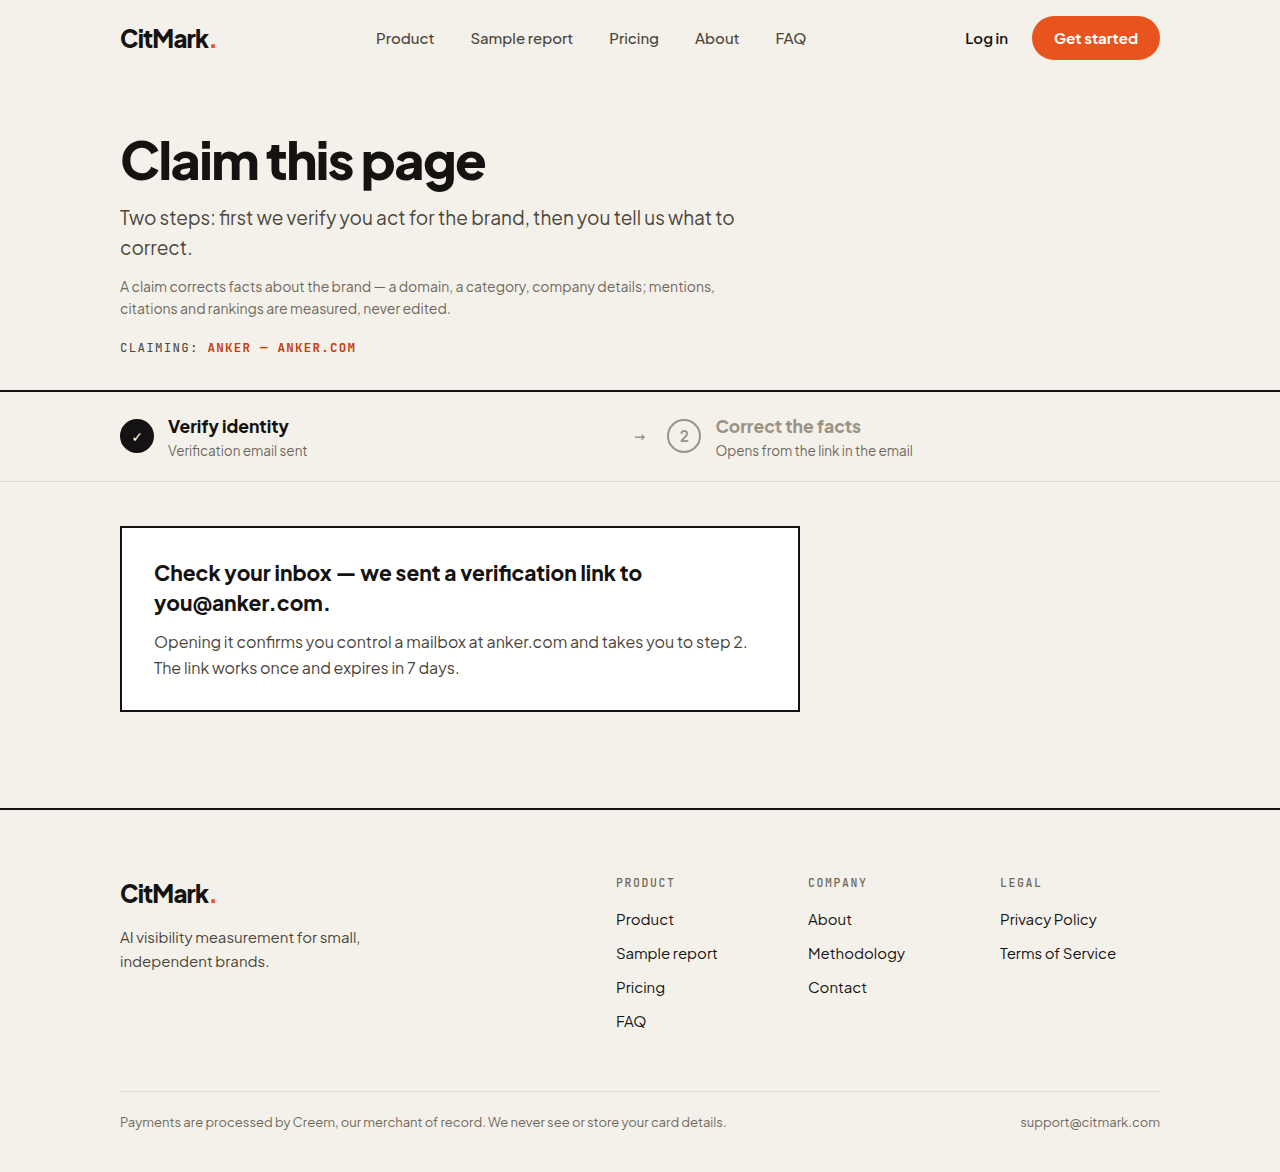 CitMark.
Product
Sample report
Pricing
About
FAQ
Log in
Get started
Claim this page
Two steps: first we verify you act for the brand, then you tell us what to
correct.
A claim corrects facts about the brand — a domain, a category, company details; mentions,
citations and rankings are measured, never edited.
CLAIMING: ANKER — ANKER.COM
✓
Verify identity
Verification email sent
→
2
Correct the facts
Opens from the link in the email
Check your inbox — we sent a verification link to
you@anker.com.
Opening it confirms you control a mailbox at anker.com and takes you to step 2.
The link works once and expires in 7 days.
CitMark.
AI visibility measurement for small,
independent brands.
PRODUCT
Product
Sample report
Pricing
FAQ
COMPANY
About
Methodology
Contact
LEGAL
Privacy Policy
Terms of Service
Payments are processed by Creem, our merchant of record. We never see or store your card details.
support@citmark.com